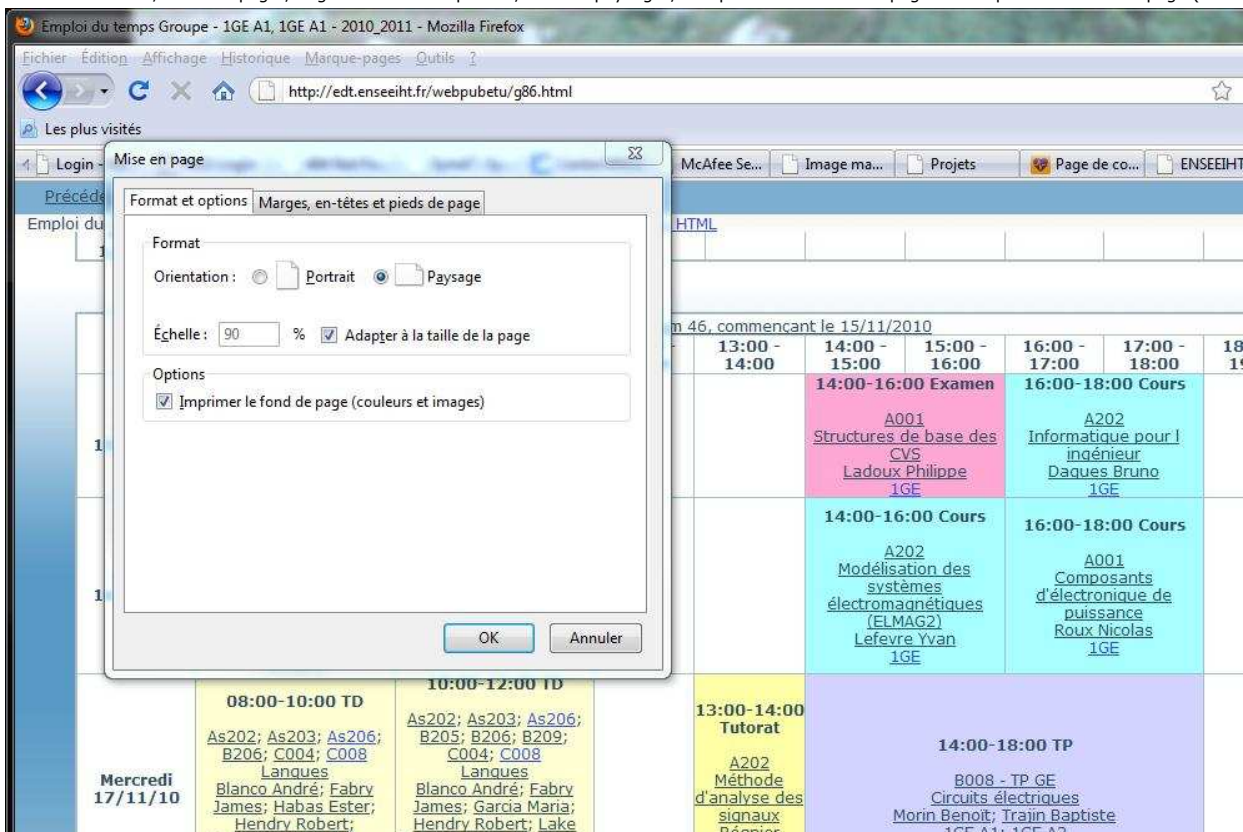 Emploi du temps Groupe - 1GE A1, 1GE A1 - 2010_2011 - Mozilla Firefox
Fichier Édition Affichage Historique Marque-pages Outils ?
http://edt.enseeiht.fr/webpubetu/g86.html
Les plus visités
Login - McAfee Se... Image ma... Projets Page de co... ENSEEIHT
Précéde
Emploi du HTML
Mise en page
Format et options Marges, en-têtes et pieds de page
Format
Orientation : Portrait Paysage
Échelle : 90 % Adapter à la taille de la page
Options
Imprimer le fond de page (couleurs et images)
OK Annuler
46, commençant le 15/11/2010
13:00 - 14:00 - 15:00 - 16:00 - 17:00 - 18
14:00 15:00 16:00 17:00 18:00 19
14:00-16:00 Examen
A001
Structures de base des
CVS
Ladoux Philippe
1GE
16:00-18:00 Cours
A202
Informatique pour l
ingénieur
Dagues Bruno
1GE
14:00-16:00 Cours
A202
Modélisation des
systèmes
électromagnétiques
(ELMAG2)
Lefevre Yvan
1GE
16:00-18:00 Cours
A001
Composants
d'électronique de
puissance
Roux Nicolas
1GE
Mercredi
17/11/10
08:00-10:00 TD
As202; As203; As206;
B206; C004; C008
Langues
Blanco André; Fabry
James; Habas Ester;
Hendry Robert;
10:00-12:00 TD
As202; As203; As206;
B205; B206; B209;
C004; C008
Langues
Blanco André; Fabry
James; Garcia Maria;
Hendry Robert; Lake
13:00-14:00
Tutorat
A202
Méthode
d'analyse des
signaux
Régnier
14:00-18:00 TP
B008 - TP GE
Circuits électriques
Morin Benoit; Trajin Baptiste
1GE A1; 1GE A2